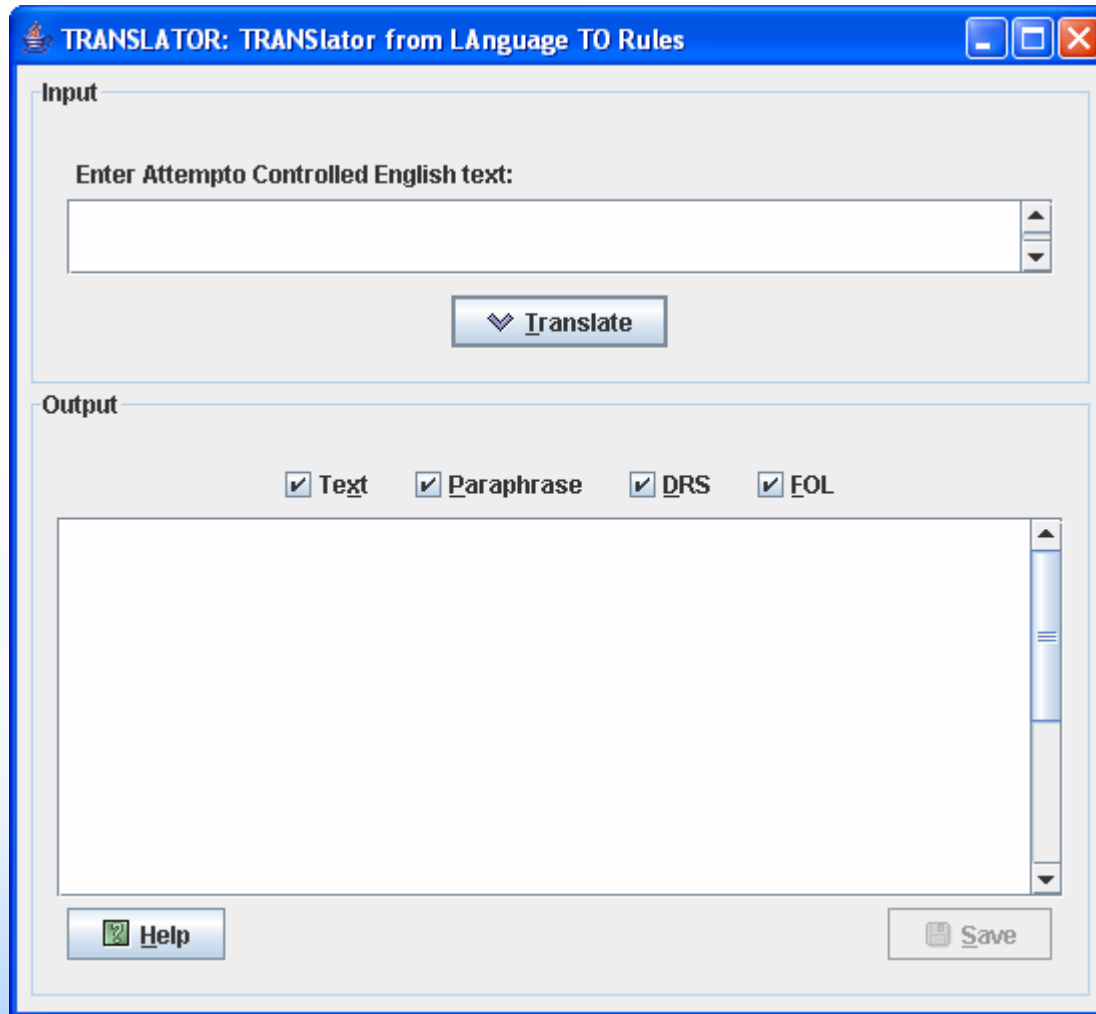 TRANSLATOR: TRANSlator from LAnguage TO Rules
Input
Enter Attempto Controlled English text:
Translate
Output
Text Paraphrase DRS FOL
Help Save